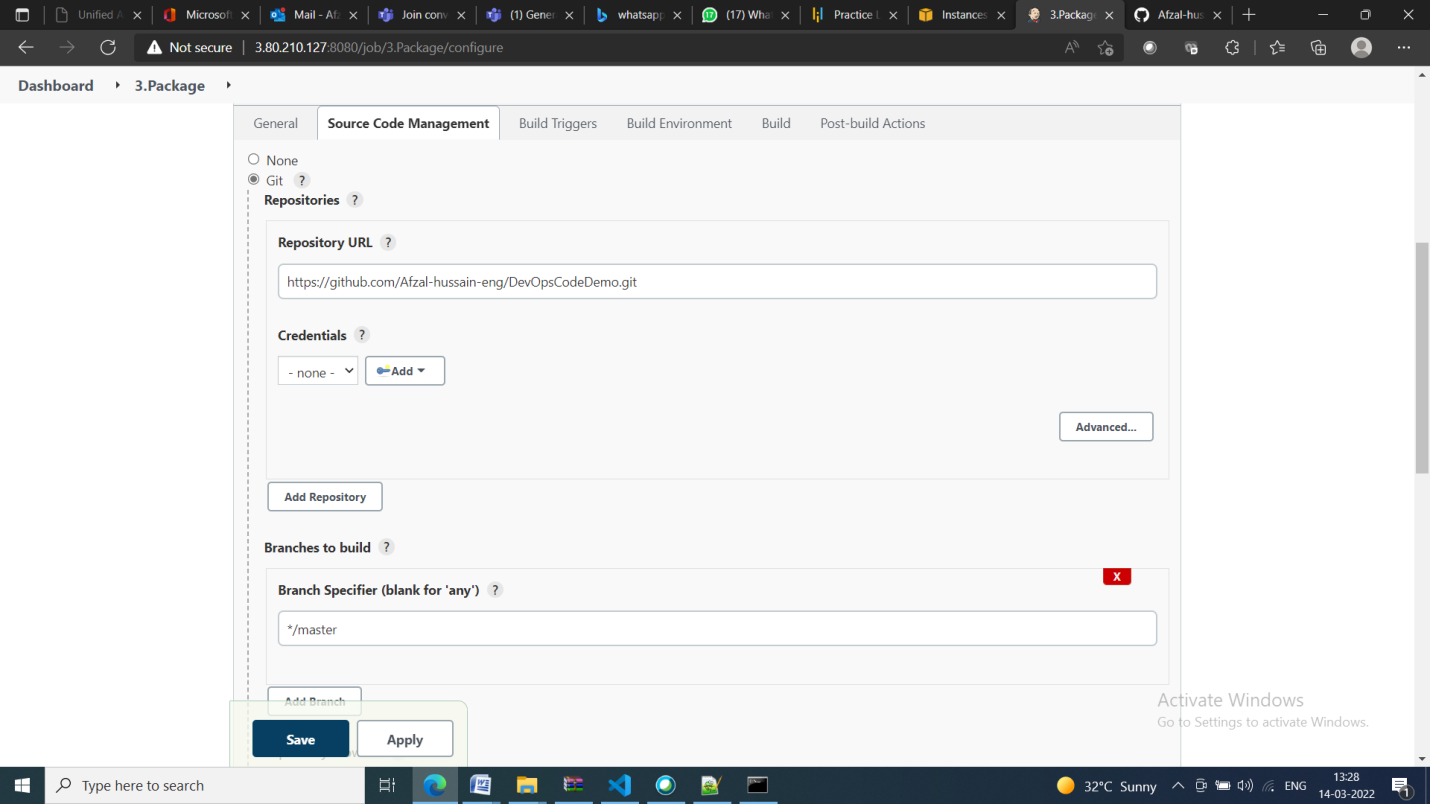 Unified A
Microsof
Mail - Afz
Join conv
(1) Gener
whatsapp
(17) Wha
Practice L
Instances
3.Package
Afzal-hus
Not secure
3.80.210.127:8080/job/3.Package/configure
Dashboard
3.Package
General
Source Code Management
Build Triggers
Build Environment
Build
Post-build Actions
None
Git ?
Repositories ?
Repository URL ?
https://github.com/Afzal-hussain-eng/DevOpsCodeDemo.git
Credentials ?
- none -
Add
Advanced...
Add Repository
Branches to build ?
X
Branch Specifier (blank for 'any') ?
*/master
Add Branch
Save
Apply
Activate Windows
Go to Settings to activate Windows.
Type here to search
32°C Sunny
ENG
13:28
14-03-2022
1